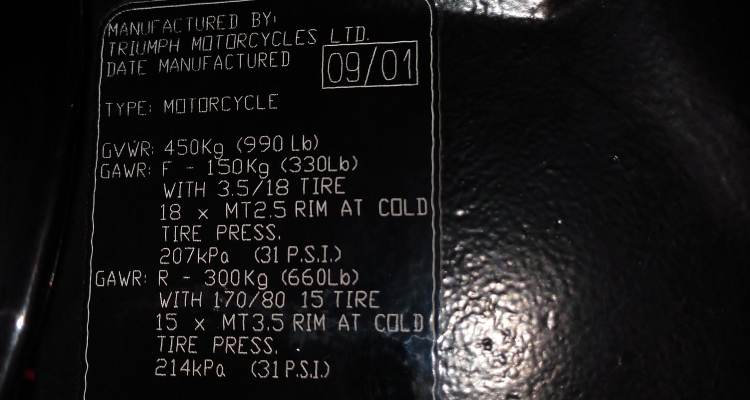 MANUFACTURED BY:
TRIUMPH MOTORCYCLES LTD.
DATE MANUFACTURED 09/01
TYPE: MOTORCYCLE
GVWR: 450Kg (990 Lb)
GAWR: F - 150Kg (330Lb)
WITH 3.5/18 TIRE
18 x MT2.5 RIM AT COLD
TIRE PRESS.
207kPa (31 P.S.I.)
GAWR: R - 300Kg (660Lb)
WITH 170/80 15 TIRE
15 x MT3.5 RIM AT COLD
TIRE PRESS.
214kPa (31 P.S.I.)